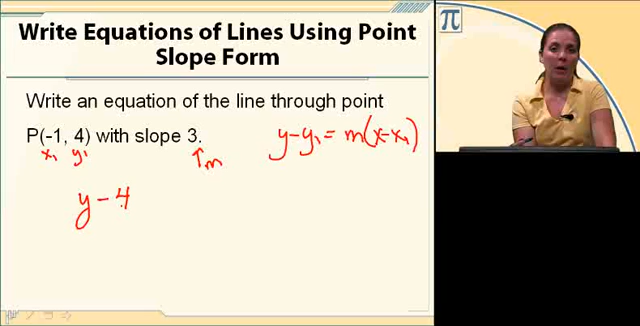 Write Equations of Lines Using Point
Slope Form
Write an equation of the line through point
P(-1, 4) with slope 3.
x₁ y₁
↑m
y-y₁ = m(x-x₁)
y - 4
π